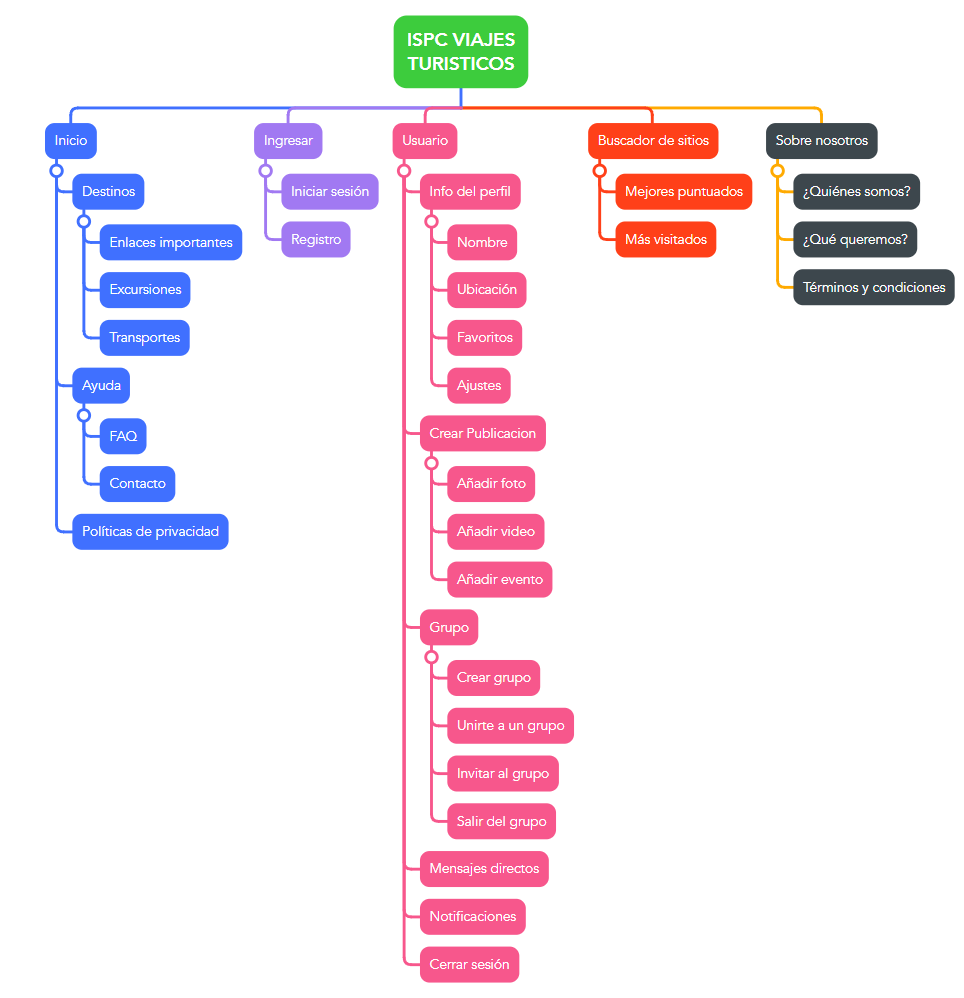 ISPC VIAJES
TURISTICOS
Inicio
Destinos
Enlaces importantes
Excursiones
Transportes
Ayuda
FAQ
Contacto
Políticas de privacidad
Ingresar
Iniciar sesión
Registro
Usuario
Info del perfil
Nombre
Ubicación
Favoritos
Ajustes
Crear Publicacion
Añadir foto
Añadir video
Añadir evento
Grupo
Crear grupo
Unirte a un grupo
Invitar al grupo
Salir del grupo
Mensajes directos
Notificaciones
Cerrar sesión
Buscador de sitios
Mejores puntuados
Más visitados
Sobre nosotros
¿Quiénes somos?
¿Qué queremos?
Términos y condiciones